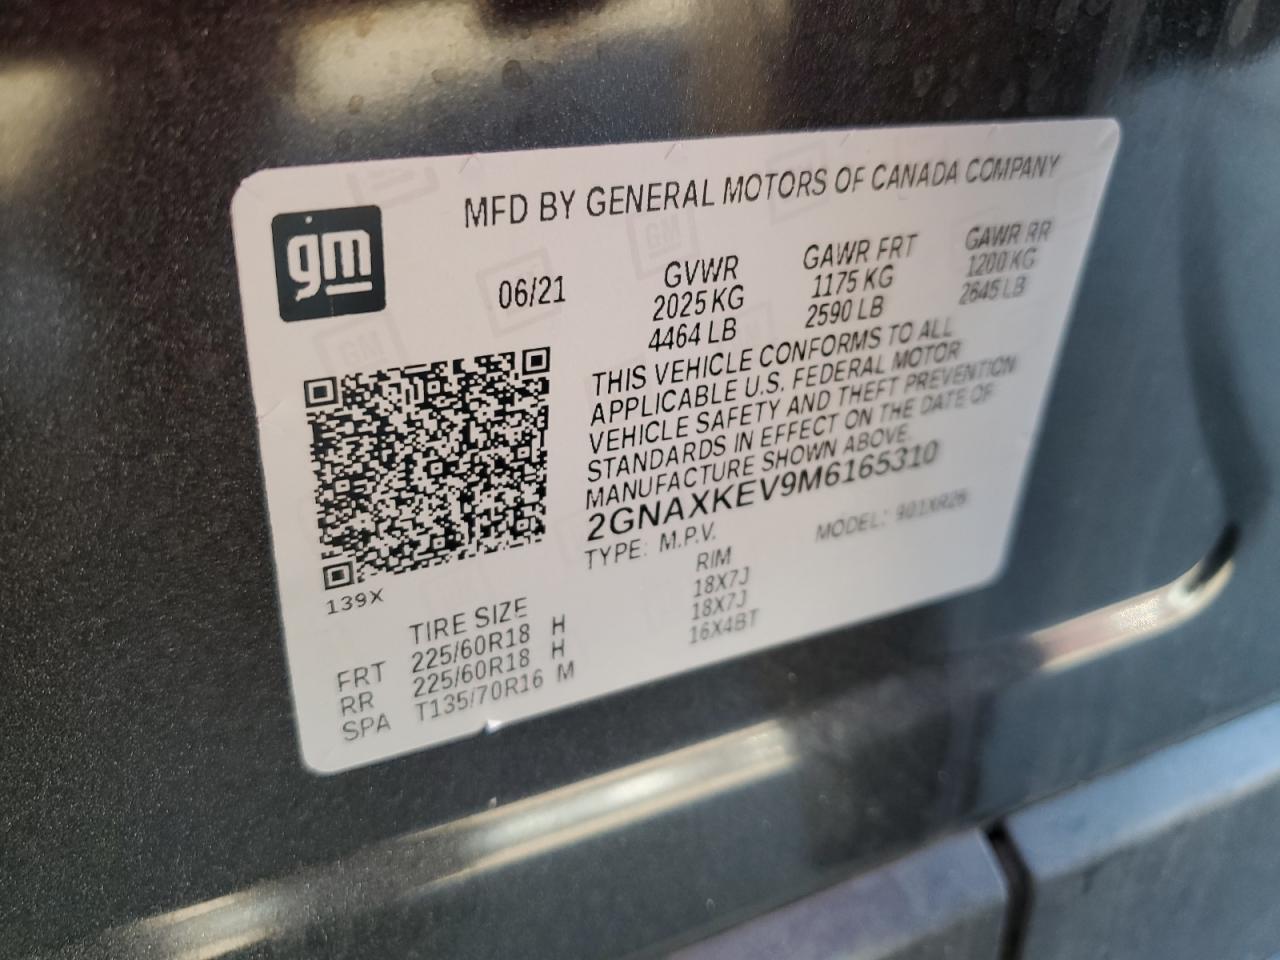 MFD BY GENERAL MOTORS OF CANADA COMPANY
gm
06/21 GVWR GAWR FRT GAWR RR
2025 KG 1175 KG 1200 KG
4464 LB 2590 LB 2645 LB
THIS VEHICLE CONFORMS TO ALL
APPLICABLE U.S. FEDERAL MOTOR
VEHICLE SAFETY AND THEFT PREVENTION
STANDARDS IN EFFECT ON THE DATE OF
MANUFACTURE SHOWN ABOVE.
2GNAXKEV9M6165310
TYPE: M.P.V. MODEL: 901XR26
139X
TIRE SIZE RIM
FRT 225/60R18 H 18X7J
RR 225/60R18 H 18X7J
SPA T135/70R16 M 16X4BT